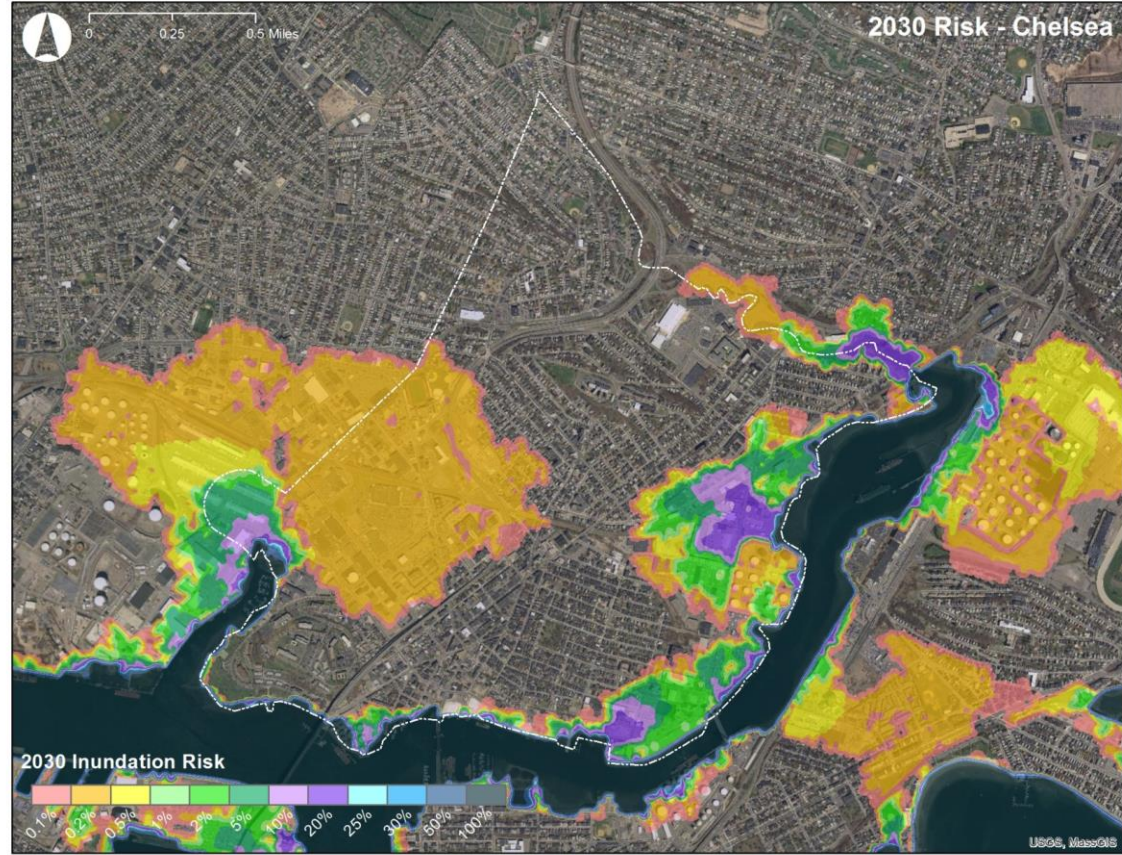 2030 Risk - Chelsea
0 0.25 0.5 Miles
2030 Inundation Risk
0.1% 0.2% 0.5% 1% 2% 5% 10% 20% 25% 30% 50% 100%
USGS, MassGIS